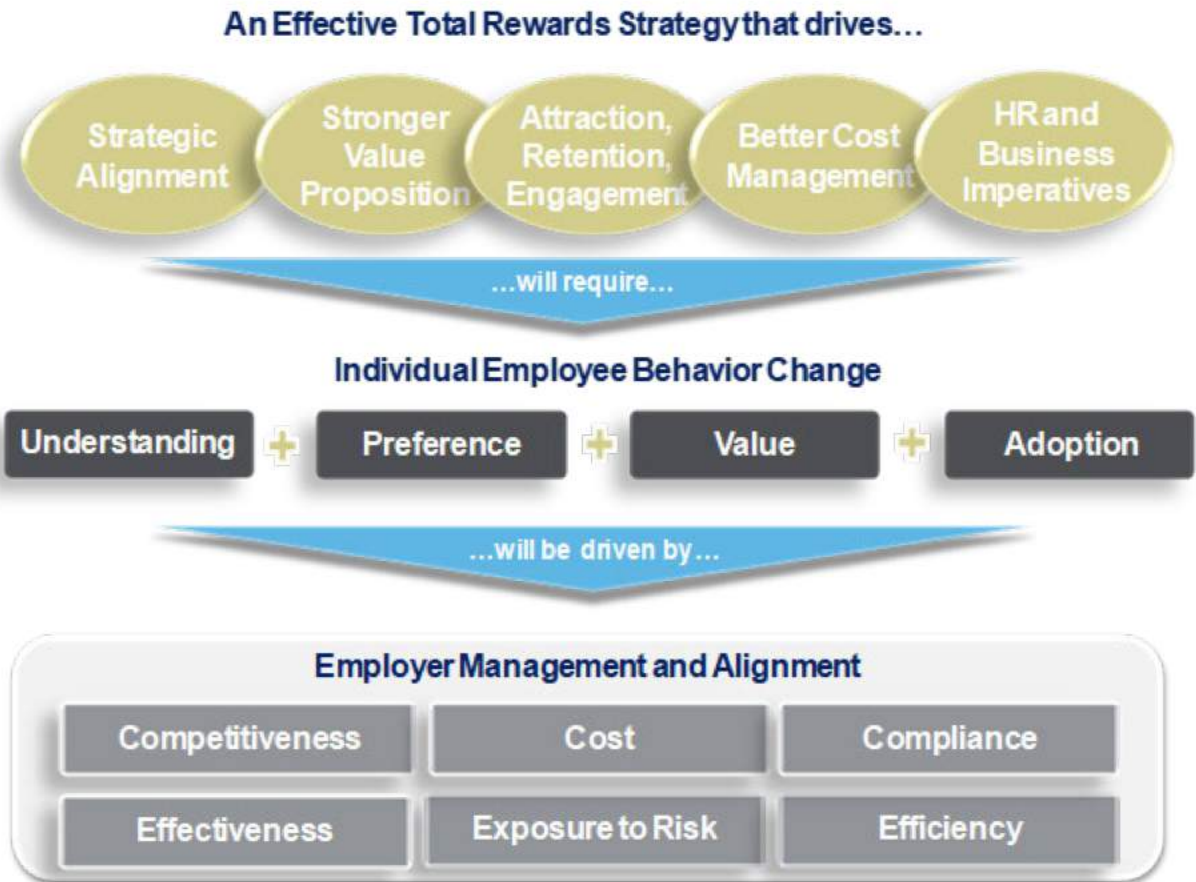 An Effective Total Rewards Strategy that drives…
Strategic
Alignment
Stronger
Value
Proposition
Attraction,
Retention,
Engagement
Better Cost
Management
HR and
Business
Imperatives
…will require…
Individual Employee Behavior Change
Understanding + Preference + Value + Adoption
…will be driven by…
Employer Management and Alignment
Competitiveness Cost Compliance
Effectiveness Exposure to Risk Efficiency